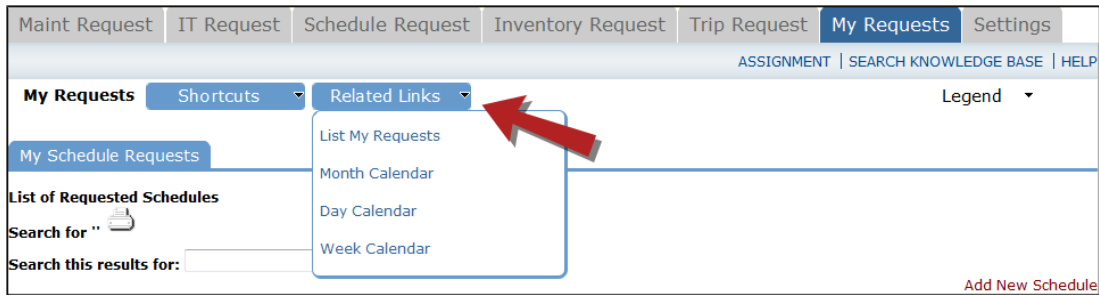 Maint Request IT Request Schedule Request Inventory Request Trip Request My Requests Settings
ASSIGNMENT | SEARCH KNOWLEDGE BASE | HELP
My Requests Shortcuts Related Links Legend
List My Requests
My Schedule Requests
Month Calendar
List of Requested Schedules
Day Calendar
Search for "
Week Calendar
Search this results for:
Add New Schedule